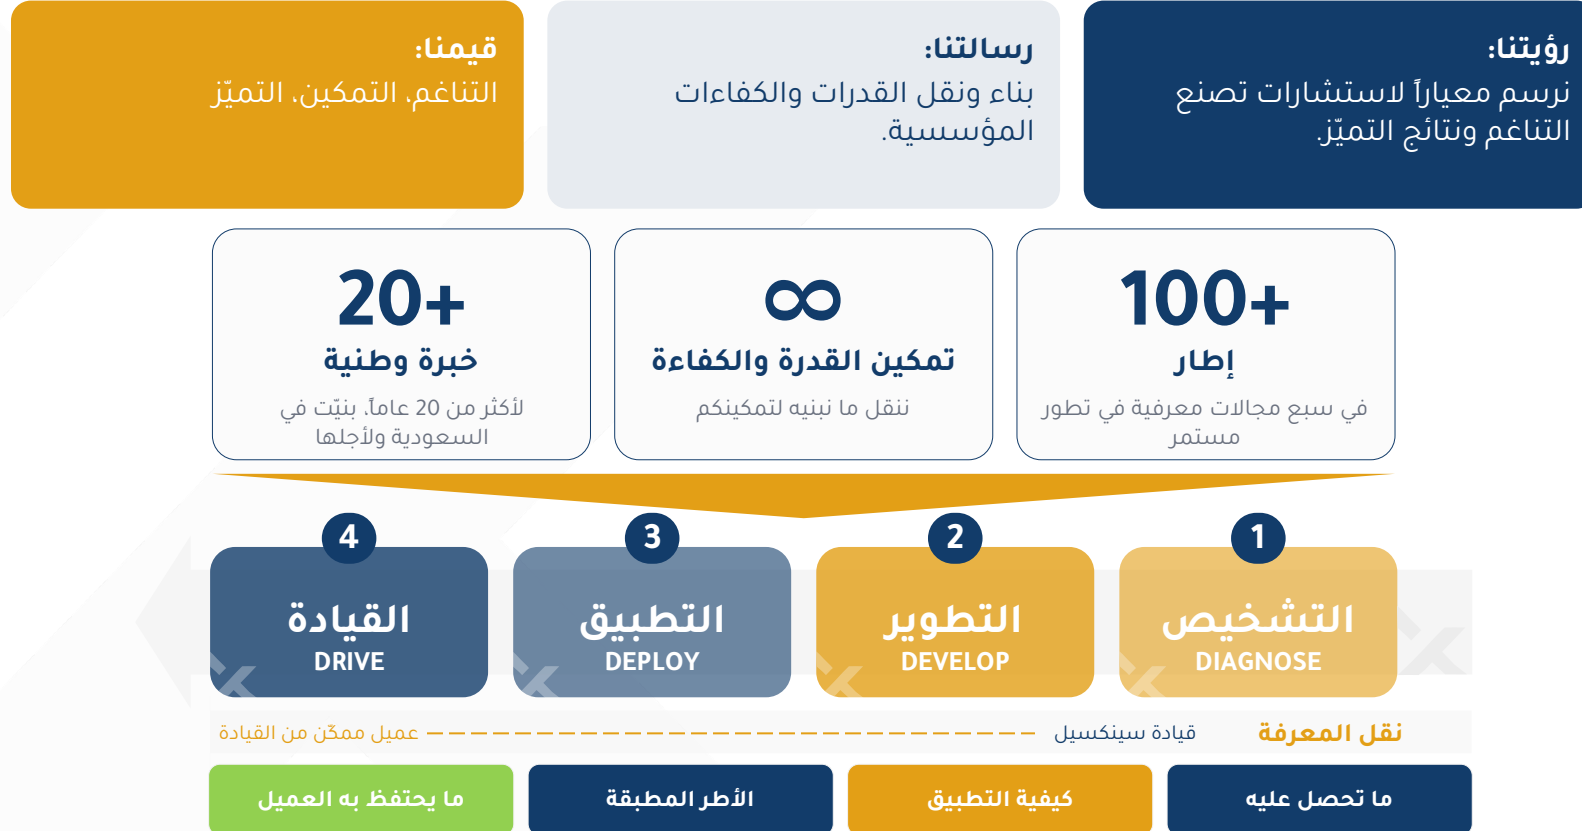 رؤيتنا:
نرسم معياراً لاستشارات تصنع
التناغم ونتائج التميّز.
رسالتنا:
بناء ونقل القدرات والكفاءات
المؤسسية.
قيمنا:
التناغم، التمكين، التميّز
100+
إطار
في سبع مجالات معرفية في تطور
مستمر
∞
تمكين القدرة والكفاءة
ننقل ما نبنيه لتمكينكم
20+
خبرة وطنية
لأكثر من 20 عاماً، بنيّت في
السعودية ولأجلها
1
التشخيص
DIAGNOSE
2
التطوير
DEVELOP
3
التطبيق
DEPLOY
4
القيادة
DRIVE
نقل المعرفة
قيادة سينكسيل
عميل ممكّن من القيادة
ما تحصل عليه
كيفية التطبيق
الأطر المطبقة
ما يحتفظ به العميل